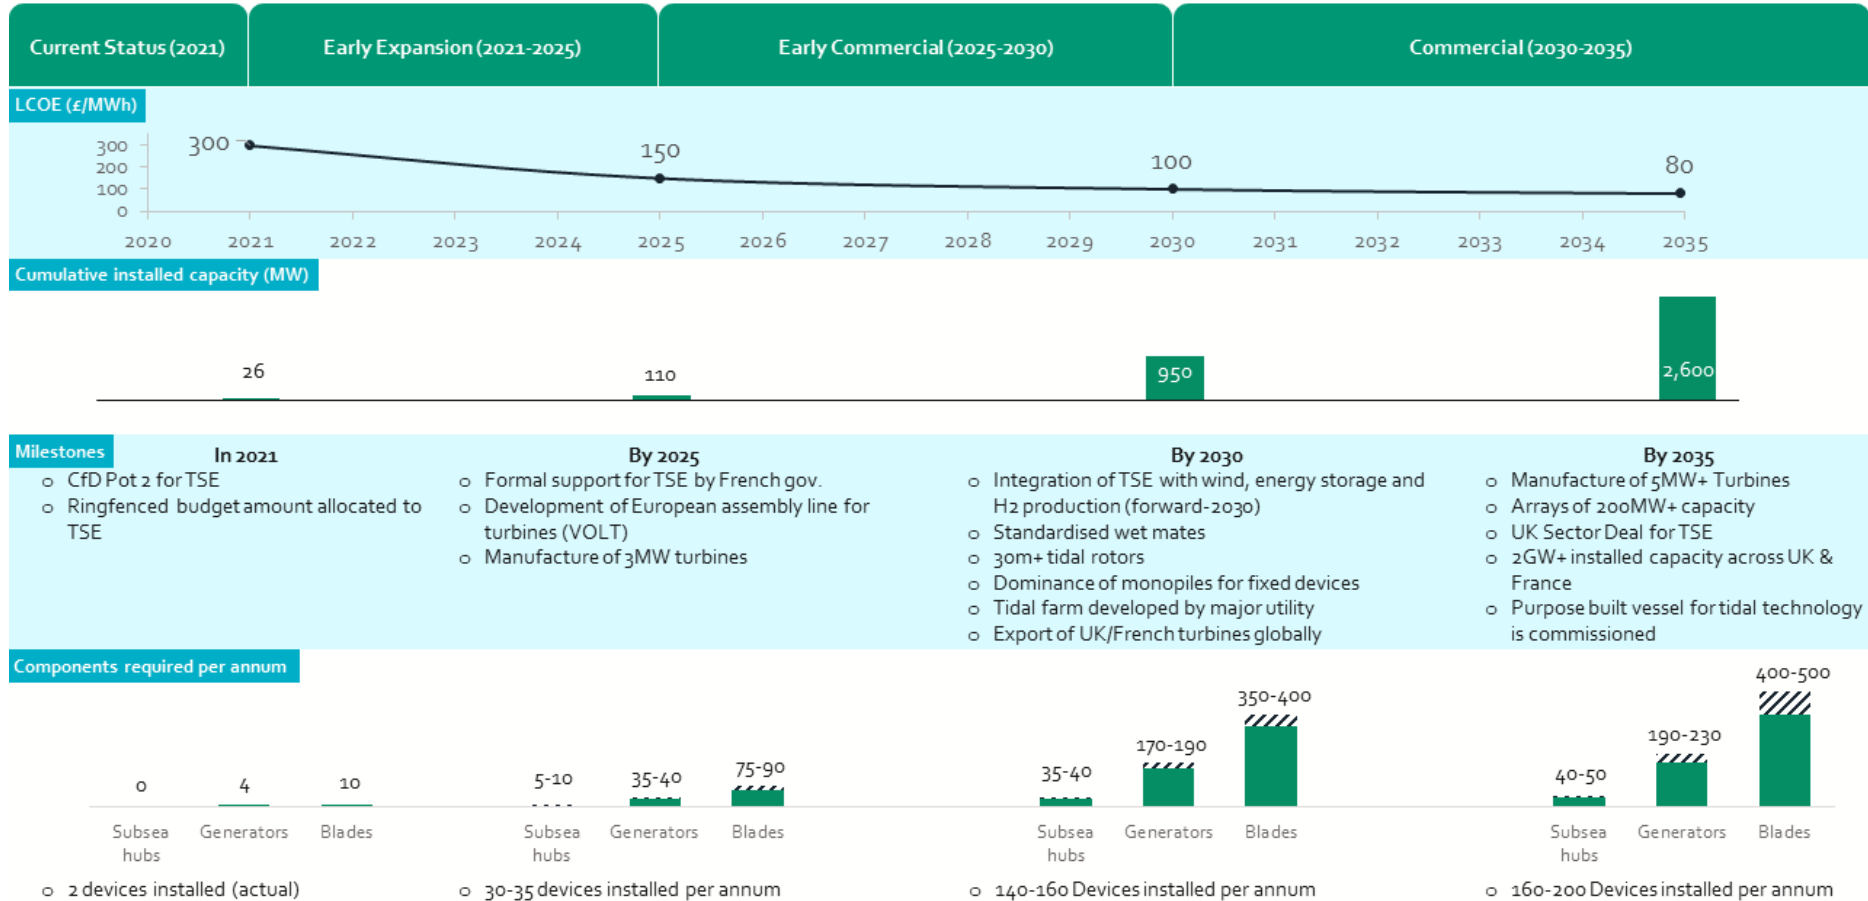 Current Status (2021)
Early Expansion (2021-2025)
Early Commercial (2025-2030)
Commercial (2030-2035)
LCOE (£/MWh)
300
200
100
0
300
150
100
80
2020 2021 2022 2023 2024 2025 2026 2027 2028 2029 2030 2031 2032 2033 2034 2035
Cumulative installed capacity (MW)
26
110
950
2,600
Milestones
In 2021
o CfD Pot 2 for TSE
o Ringfenced budget amount allocated to
TSE
By 2025
o Formal support for TSE by French gov.
o Development of European assembly line for
turbines (VOLT)
o Manufacture of 3MW turbines
By 2030
o Integration of TSE with wind, energy storage and
H2 production (forward-2030)
o Standardised wet mates
o 30m+ tidal rotors
o Dominance of monopiles for fixed devices
o Tidal farm developed by major utility
o Export of UK/French turbines globally
By 2035
o Manufacture of 5MW+ Turbines
o Arrays of 200MW+ capacity
o UK Sector Deal for TSE
o 2GW+ installed capacity across UK &
France
o Purpose built vessel for tidal technology
is commissioned
Components required per annum
0 4 10
Subsea Generators Blades
hubs
o 2 devices installed (actual)
5-10 35-40 75-90
Subsea Generators Blades
hubs
o 30-35 devices installed per annum
35-40 170-190 350-400
Subsea Generators Blades
hubs
o 140-160 Devices installed per annum
40-50 190-230 400-500
Subsea Generators Blades
hubs
o 160-200 Devices installed per annum